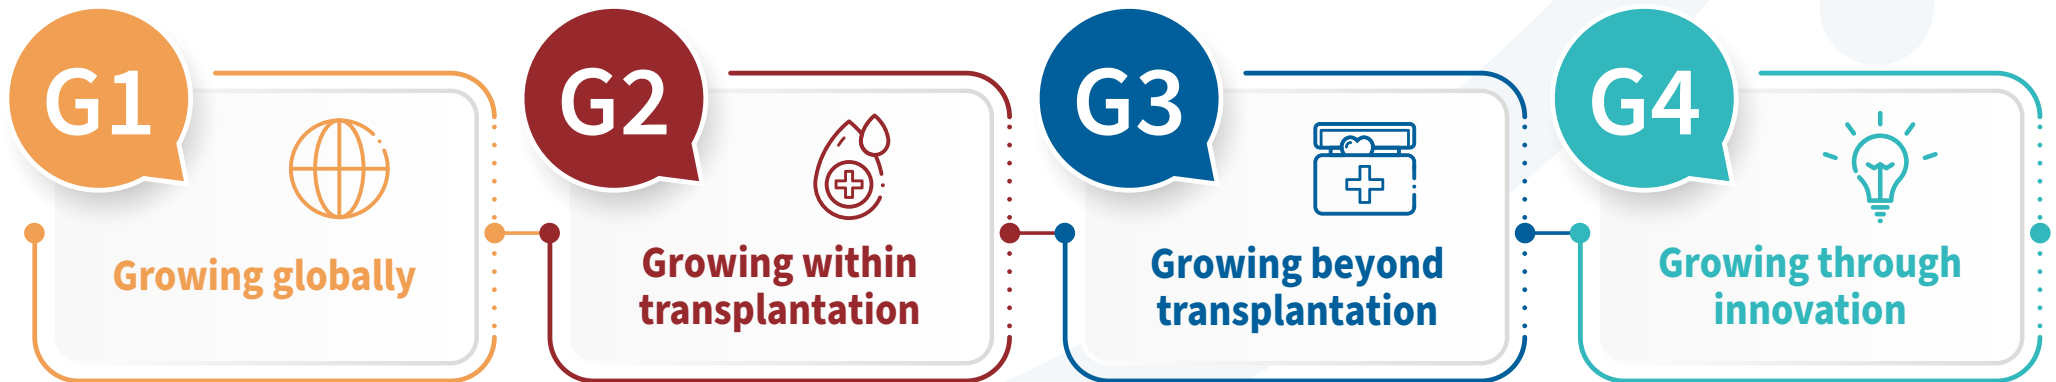 G1
Growing globally
G2
Growing within
transplantation
G3
Growing beyond
transplantation
G4
Growing through
innovation